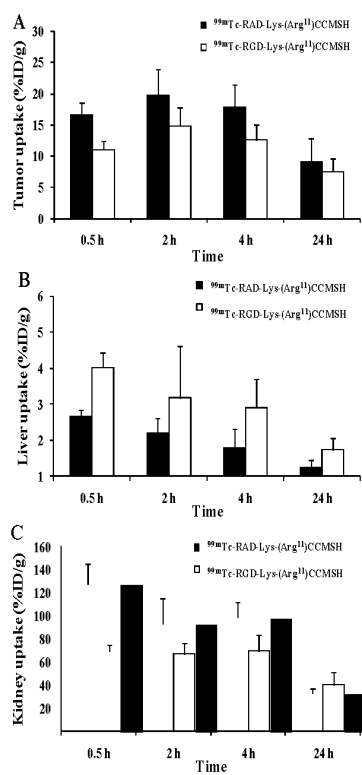 A
⁹⁹ᵐTc-RAD-Lys-(Arg¹¹)CCMSH
⁹⁹ᵐTc-RGD-Lys-(Arg¹¹)CCMSH
Tumor uptake (%ID/g)
30
25
20
15
10
5
0
0.5 h 2 h 4 h 24 h
Time
B
⁹⁹ᵐTc-RAD-Lys-(Arg¹¹)CCMSH
⁹⁹ᵐTc-RGD-Lys-(Arg¹¹)CCMSH
Liver uptake (%ID/g)
6
5
4
3
2
1
0.5 h 2 h 4 h 24 h
Time
C
⁹⁹ᵐTc-RAD-Lys-(Arg¹¹)CCMSH
⁹⁹ᵐTc-RGD-Lys-(Arg¹¹)CCMSH
Kidney uptake (%ID/g)
160
140
120
100
80
60
40
20
0.5 h 2 h 4 h 24 h
Time